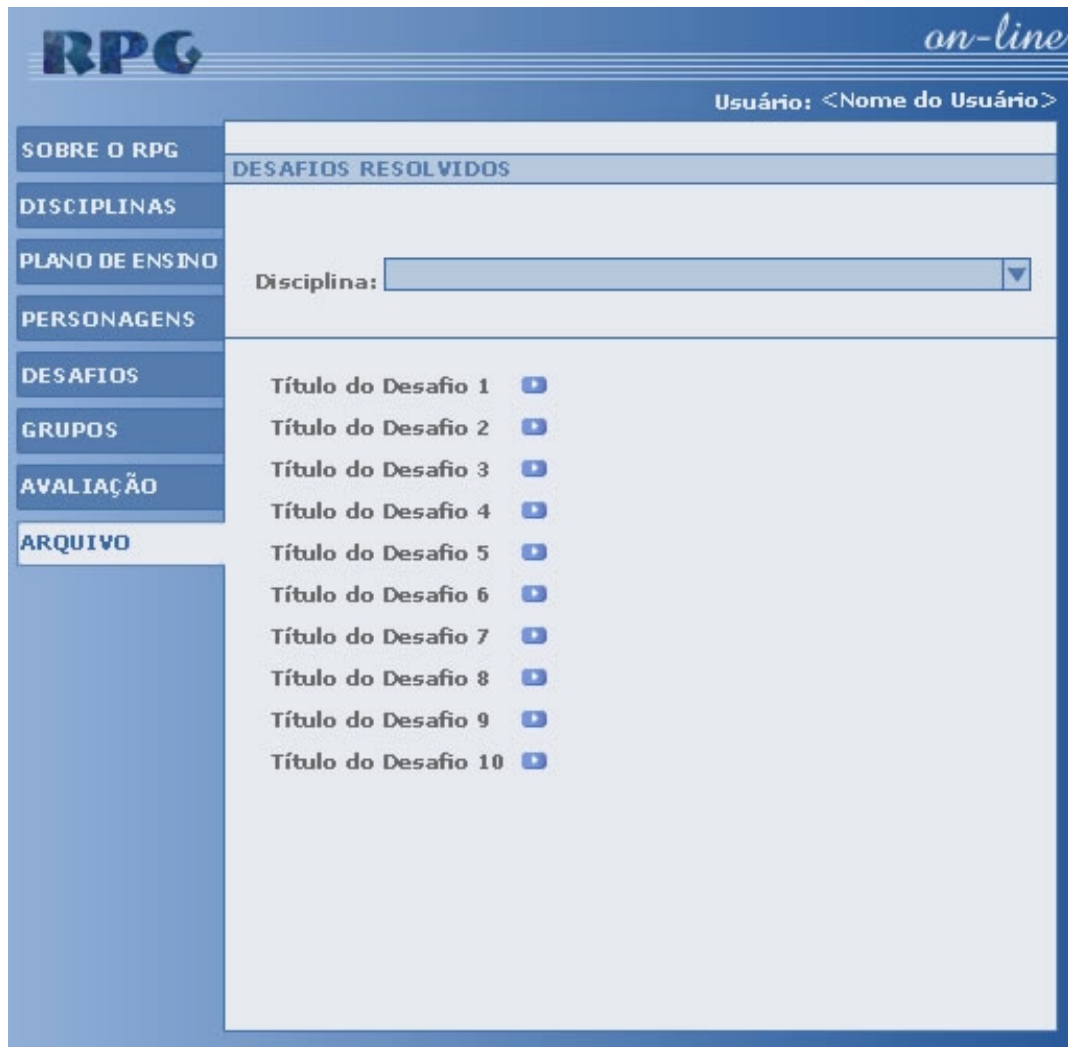 RPG
on-line
Usuário: <Nome do Usuário>
SOBRE O RPG
DISCIPLINAS
PLANO DE ENSINO
PERSONAGENS
DESAFIOS
GRUPOS
AVALIAÇÃO
ARQUIVO
DESAFIOS RESOLVIDOS
Disciplina:
Título do Desafio 1
Título do Desafio 2
Título do Desafio 3
Título do Desafio 4
Título do Desafio 5
Título do Desafio 6
Título do Desafio 7
Título do Desafio 8
Título do Desafio 9
Título do Desafio 10